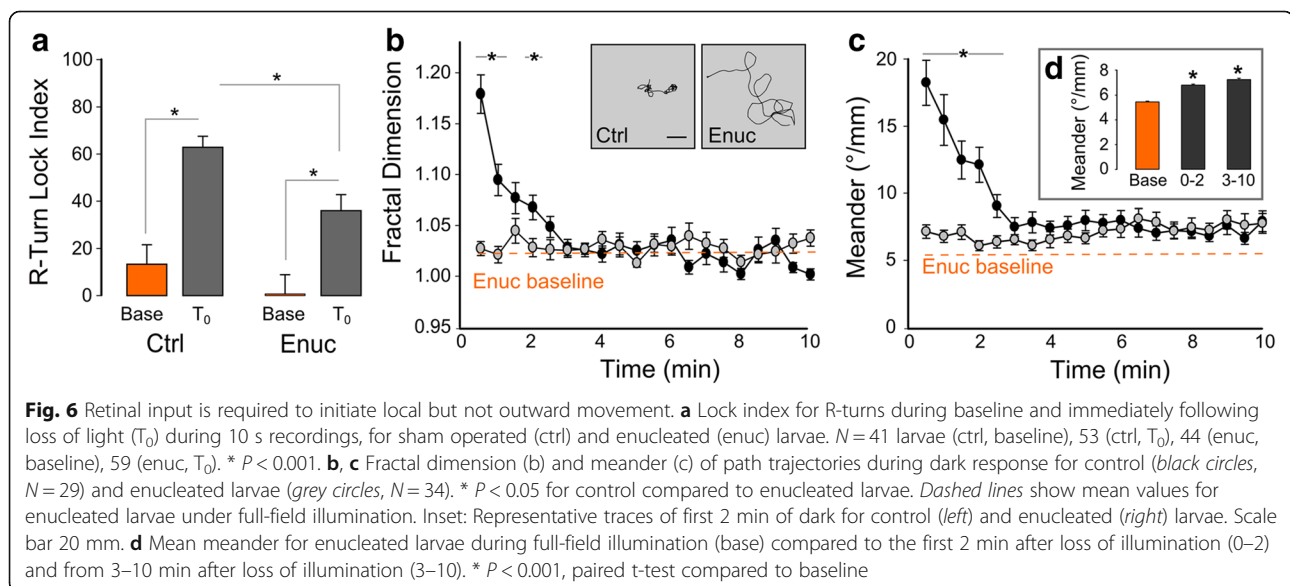 a
100
80
60
40
20
0
R-Turn Lock Index
* * *
Base T₀ Base T₀
Ctrl Enuc
b
1.20
1.15
1.10
1.05
1.00
0.95
Fractal Dimension
* *
Ctrl Enuc
Enuc baseline
0 2 4 6 8 10
Time (min)
c
20
15
10
5
0
Meander (°/mm)
*
Enuc baseline
0 2 4 6 8 10
Time (min)
d
8
6
4
2
0
Meander (°/mm)
* *
Base 0-2 3-10
Fig. 6 Retinal input is required to initiate local but not outward movement. a Lock index for R-turns during baseline and immediately following
loss of light (T₀) during 10 s recordings, for sham operated (ctrl) and enucleated (enuc) larvae. N = 41 larvae (ctrl, baseline), 53 (ctrl, T₀), 44 (enuc,
baseline), 59 (enuc, T₀). * P < 0.001. b, c Fractal dimension (b) and meander (c) of path trajectories during dark response for control (black circles,
N = 29) and enucleated larvae (grey circles, N = 34). * P < 0.05 for control compared to enucleated larvae. Dashed lines show mean values for
enucleated larvae under full-field illumination. Inset: Representative traces of first 2 min of dark for control (left) and enucleated (right) larvae. Scale
bar 20 mm. d Mean meander for enucleated larvae during full-field illumination (base) compared to the first 2 min after loss of illumination (0–2)
and from 3–10 min after loss of illumination (3–10). * P < 0.001, paired t-test compared to baseline